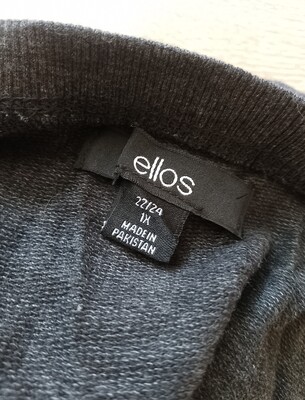 ellos
22/24
1X
MADE IN
PAKISTAN